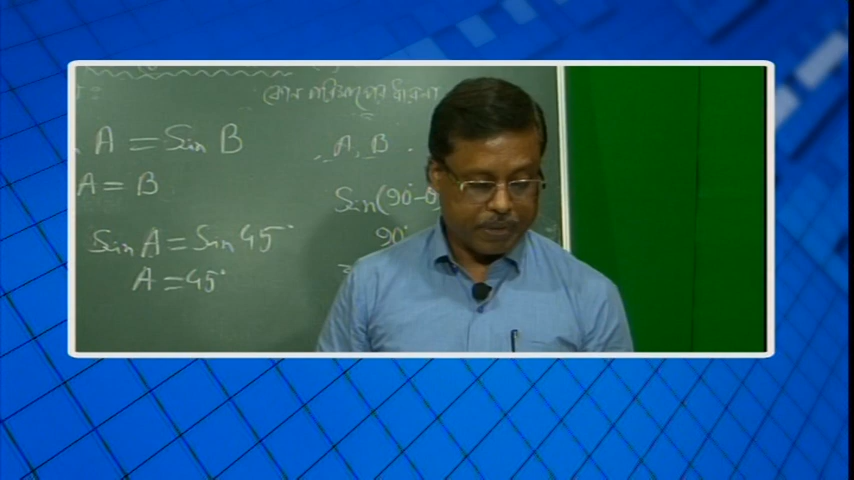 কোন পরিমাপের ধারণা
A = Sin B
A, B .
A = B
Sin(90°-θ
Sin A = Sin 45°
90°
A = 45°